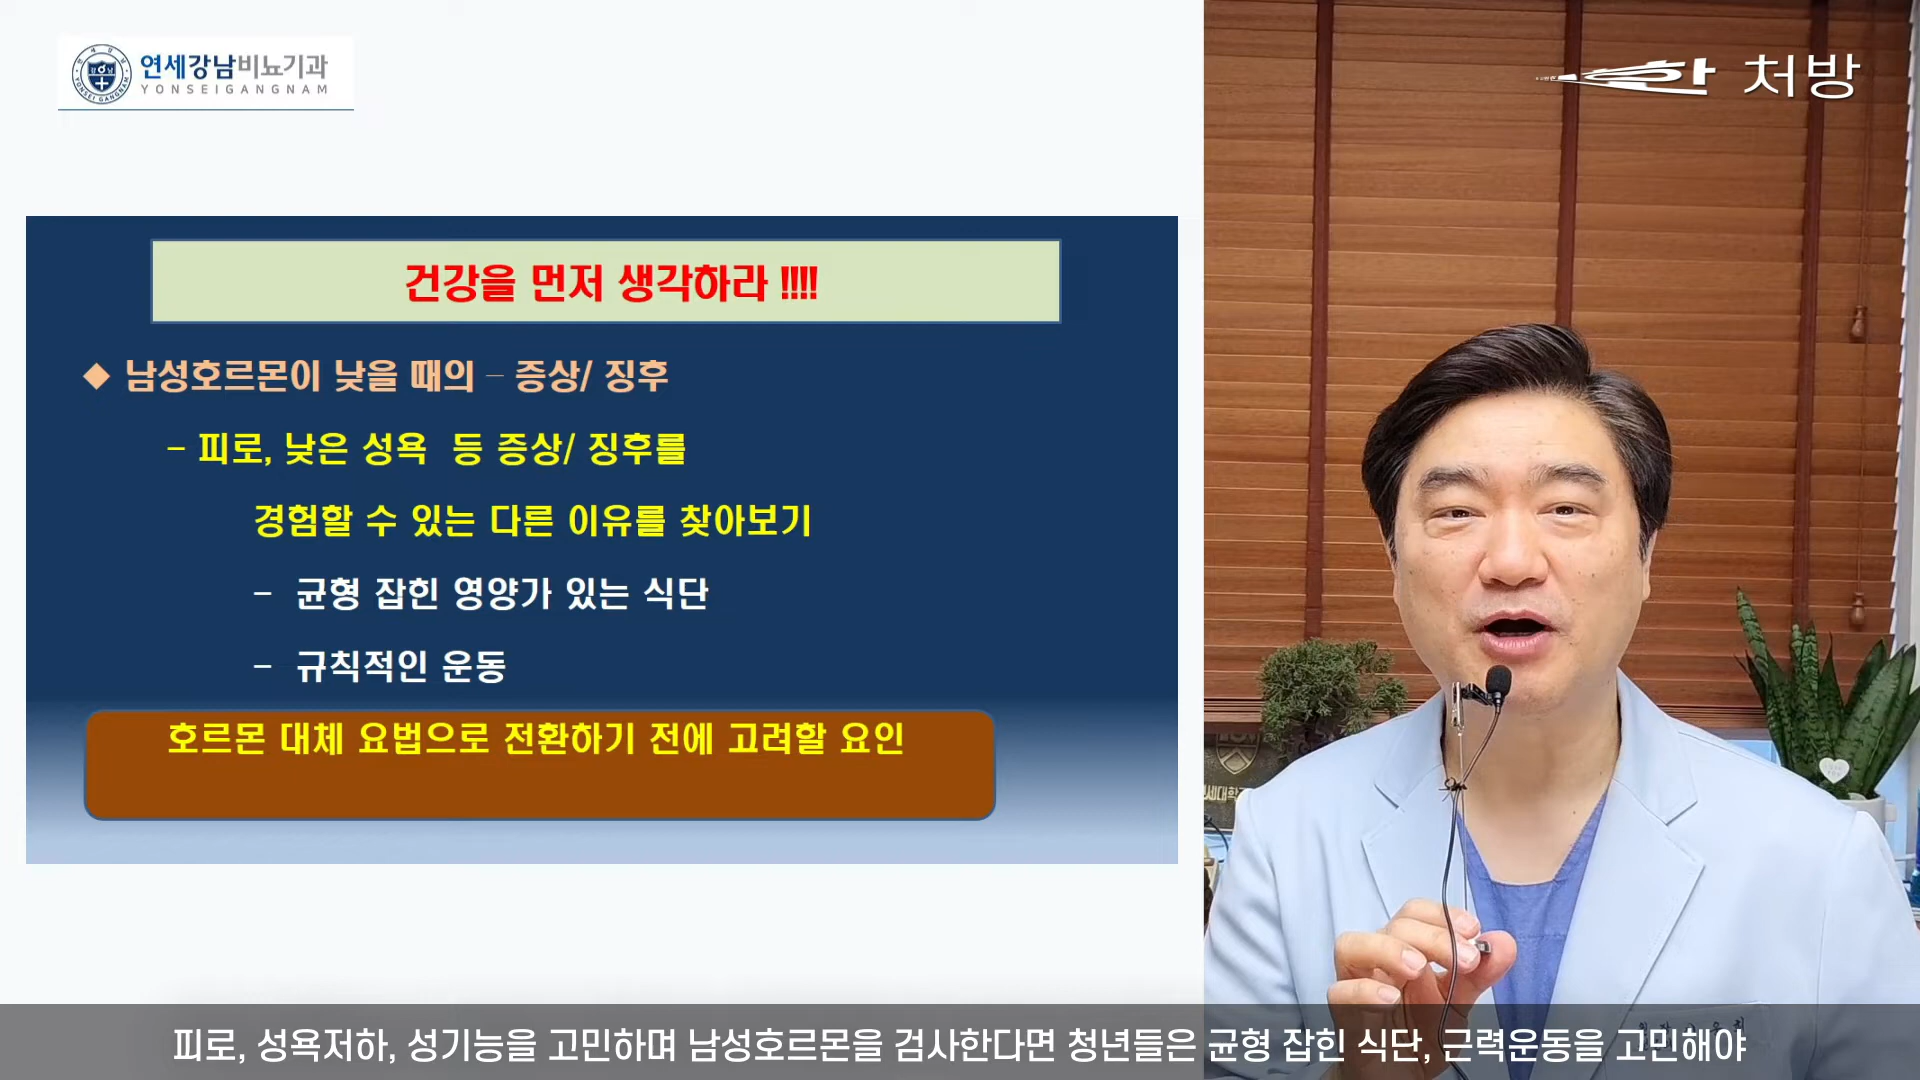 연세강남비뇨기과
YONSEIGANGNAM
한 처방
건강을 먼저 생각하라 !!!!
◆ 남성호르몬이 낮을 때의 – 증상/ 징후
– 피로, 낮은 성욕 등 증상/ 징후를
경험할 수 있는 다른 이유를 찾아보기
– 균형 잡힌 영양가 있는 식단
– 규칙적인 운동
호르몬 대체 요법으로 전환하기 전에 고려할 요인
피로, 성욕저하, 성기능을 고민하며 남성호르몬을 검사한다면 청년들은 균형 잡힌 식단, 근력운동을 고민해야